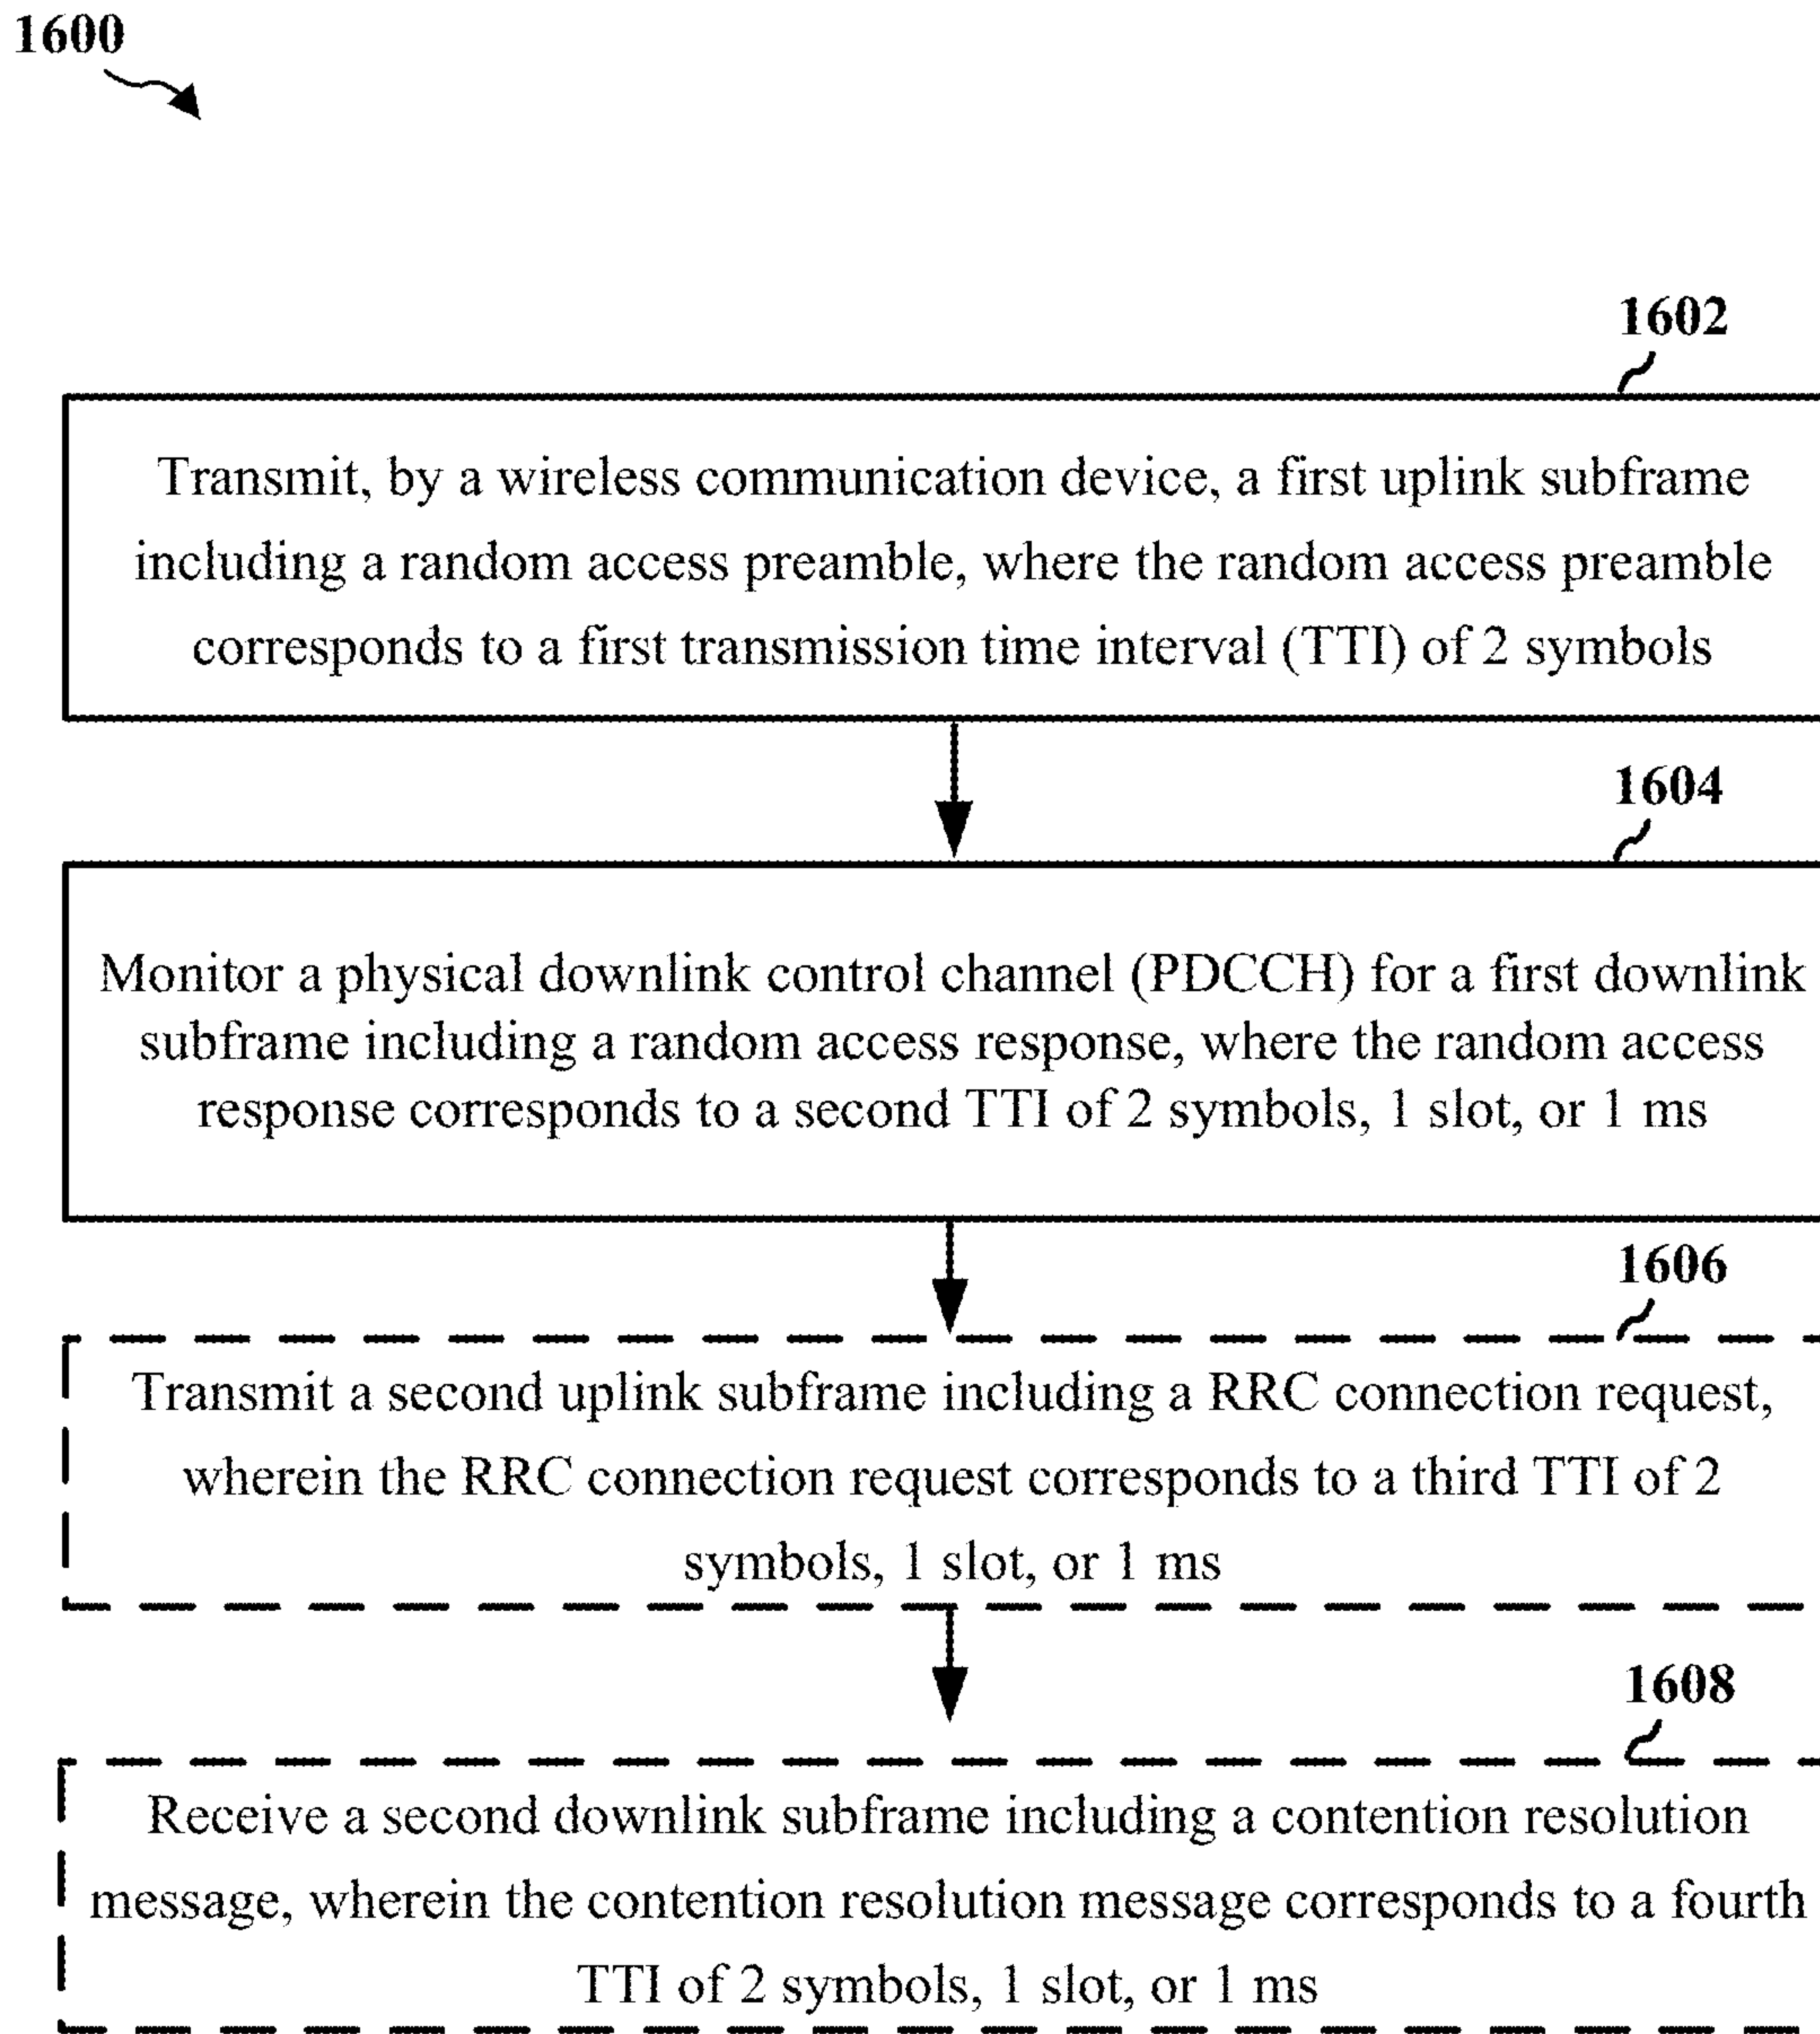 1600
1602
Transmit, by a wireless communication device, a first uplink subframe
including a random access preamble, where the random access preamble
corresponds to a first transmission time interval (TTI) of 2 symbols
1604
Monitor a physical downlink control channel (PDCCH) for a first downlink
subframe including a random access response, where the random access
response corresponds to a second TTI of 2 symbols, 1 slot, or 1 ms
1606
Transmit a second uplink subframe including a RRC connection request,
wherein the RRC connection request corresponds to a third TTI of 2
symbols, 1 slot, or 1 ms
1608
Receive a second downlink subframe including a contention resolution
message, wherein the contention resolution message corresponds to a fourth
TTI of 2 symbols, 1 slot, or 1 ms